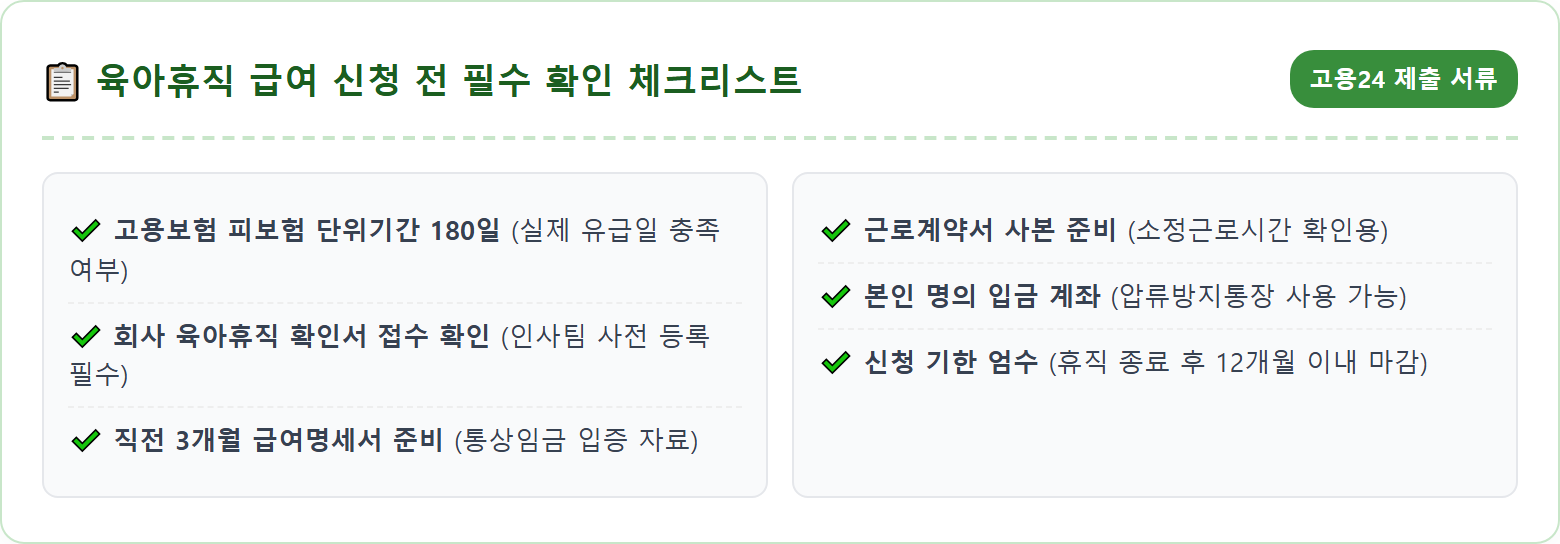 육아휴직 급여 신청 전 필수 확인 체크리스트
고용24 제출 서류
고용보험 피보험 단위기간 180일 (실제 유급일 충족
여부)
회사 육아휴직 확인서 접수 확인 (인사팀 사전 등록
필수)
직전 3개월 급여명세서 준비 (통상임금 입증 자료)
근로계약서 사본 준비 (소정근로시간 확인용)
본인 명의 입금 계좌 (압류방지통장 사용 가능)
신청 기한 엄수 (휴직 종료 후 12개월 이내 마감)